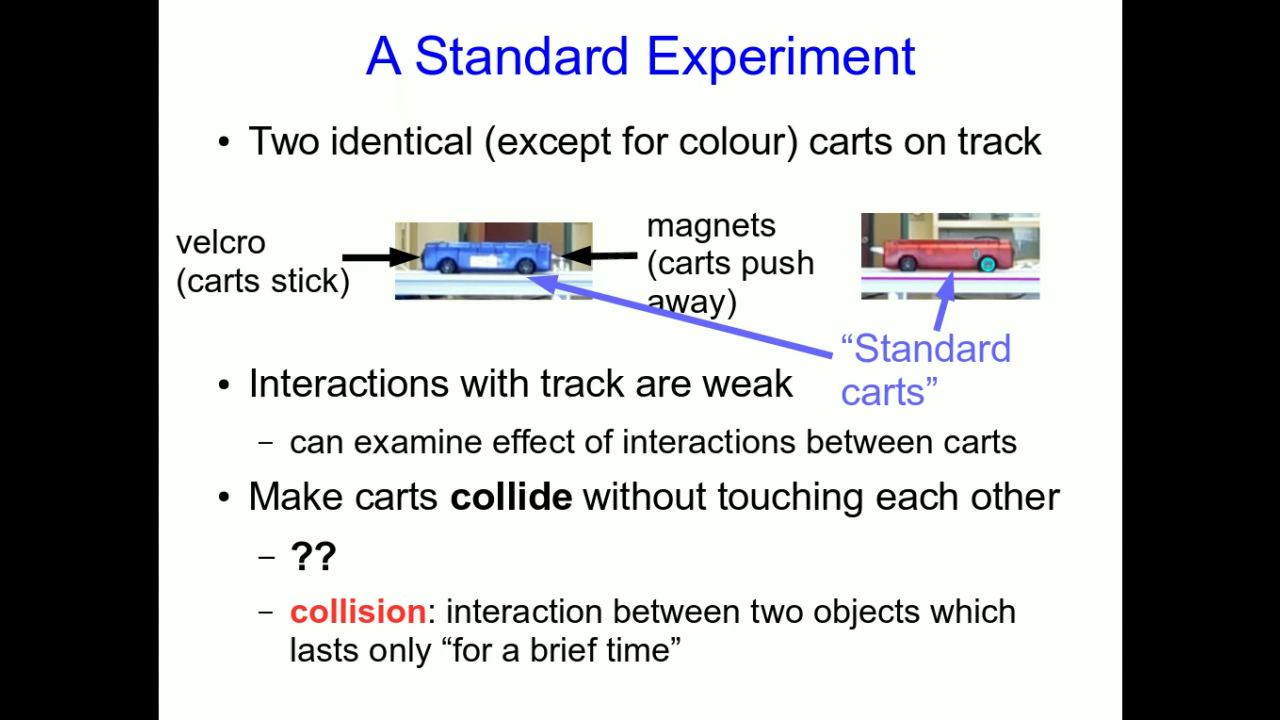 A Standard Experiment
• Two identical (except for colour) carts on track
velcro
(carts stick)
magnets
(carts push
away)
“Standard
carts”
• Interactions with track are weak
– can examine effect of interactions between carts
• Make carts collide without touching each other
– ??
– collision: interaction between two objects which
lasts only “for a brief time”